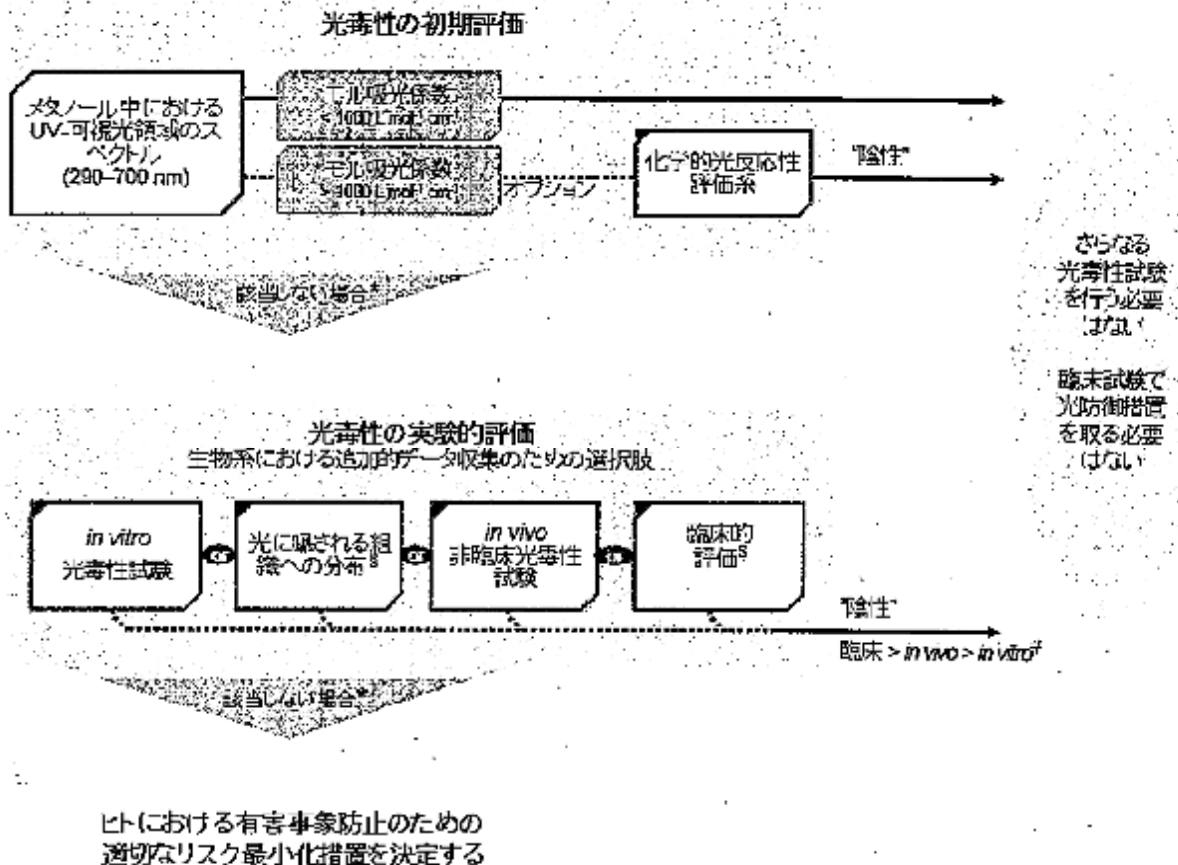 光毒性の初期評価
メタノール中における
UV-可視光領域のス
ペクトル
(290–700 nm)
モル吸光係数
< 1000 L mol⁻¹ cm⁻¹
モル吸光係数
> 1000 L mol⁻¹ cm⁻¹
オプション
化学的光反応性
評価系
"陰性"
該当しない場合
さらなる
光毒性試験
を行う必要
はない
臨床試験で
光防御措置
を取る必要
はない
光毒性の実験的評価
生物系における追加的データ収集のための選択肢
in vitro
光毒性試験
光に曝される組
織への分布§
in vivo
非臨床光毒性
試験
臨床的
評価§
"陰性"
臨床 > in vivo > in vitro
該当しない場合
ヒトにおける有害事象防止のための
適切なリスク最小化措置を決定する